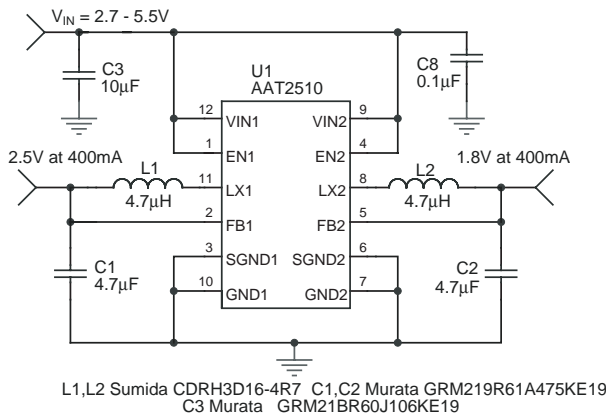 V_IN = 2.7 - 5.5V
C3
10µF
C8
0.1µF
U1
AAT2510
12
VIN1
VIN2
9
1
EN1
EN2
4
2.5V at 400mA
L1
4.7µH
11
LX1
LX2
8
L2
4.7µH
1.8V at 400mA
2
FB1
FB2
5
3
SGND1
SGND2
6
10
GND1
GND2
7
C1
4.7µF
C2
4.7µF
L1,L2 Sumida CDRH3D16-4R7 C1,C2 Murata GRM219R61A475KE19
C3 Murata GRM21BR60J106KE19